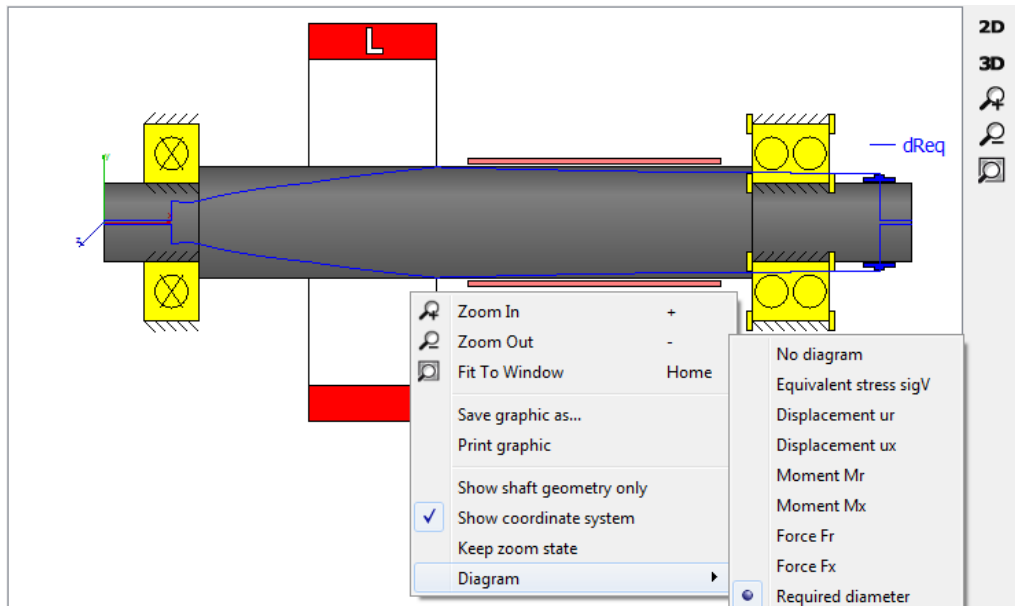 L
2D
3D
dReq
y
x
z
Zoom In +
Zoom Out -
Fit To Window Home
Save graphic as...
Print graphic
Show shaft geometry only
Show coordinate system
Keep zoom state
Diagram
No diagram
Equivalent stress sigV
Displacement ur
Displacement ux
Moment Mr
Moment Mx
Force Fr
Force Fx
Required diameter